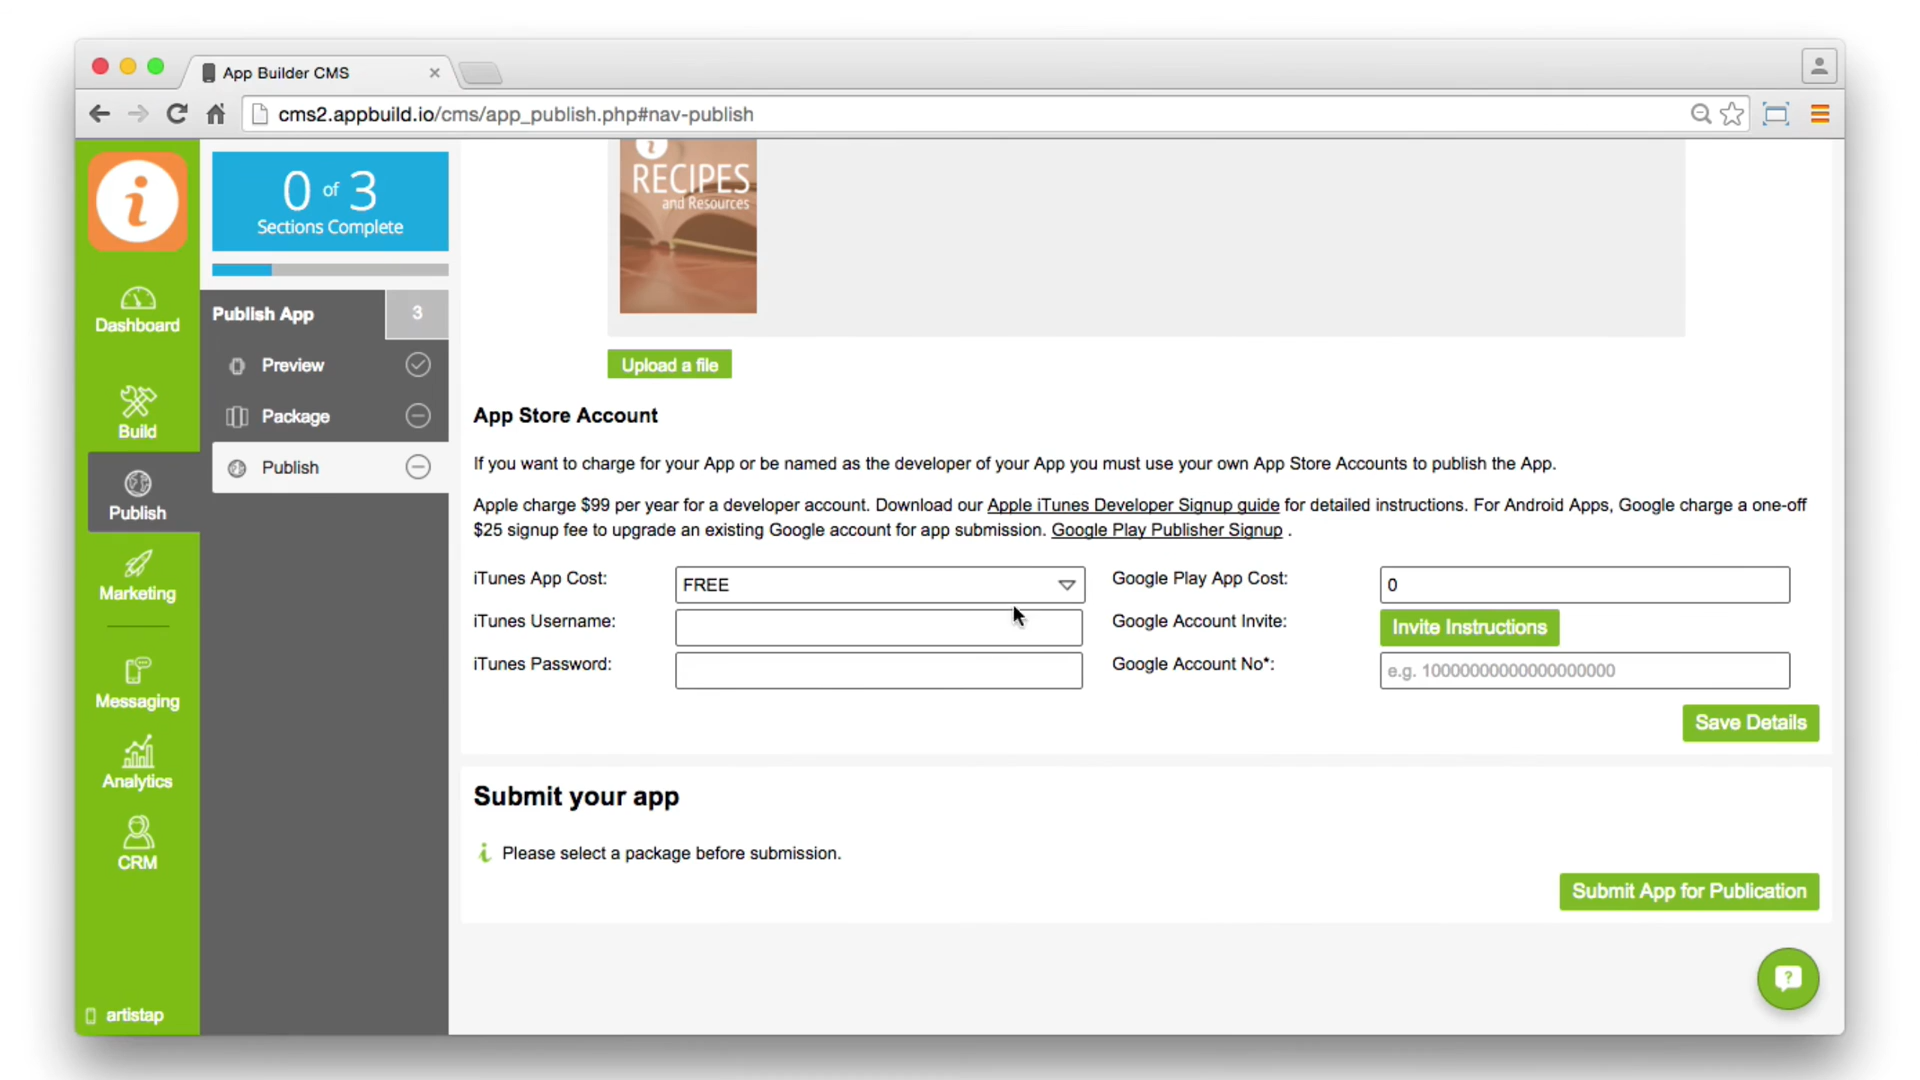 App Builder CMS
cms2.appbuild.io/cms/app_publish.php#nav-publish
i
0 of 3
Sections Complete
Dashboard
Build
Publish
Marketing
Messaging
Analytics
CRM
artistap
Publish App 3
Preview
Package
Publish
i
RECIPES
and Resources
Upload a file
App Store Account
If you want to charge for your App or be named as the developer of your App you must use your own App Store Accounts to publish the App.
Apple charge $99 per year for a developer account. Download our Apple iTunes Developer Signup guide for detailed instructions. For Android Apps, Google charge a one-off
$25 signup fee to upgrade an existing Google account for app submission. Google Play Publisher Signup .
iTunes App Cost: FREE Google Play App Cost: 0
iTunes Username: Google Account Invite: Invite Instructions
iTunes Password: Google Account No*: e.g. 10000000000000000000
Save Details
Submit your app
i Please select a package before submission.
Submit App for Publication
?